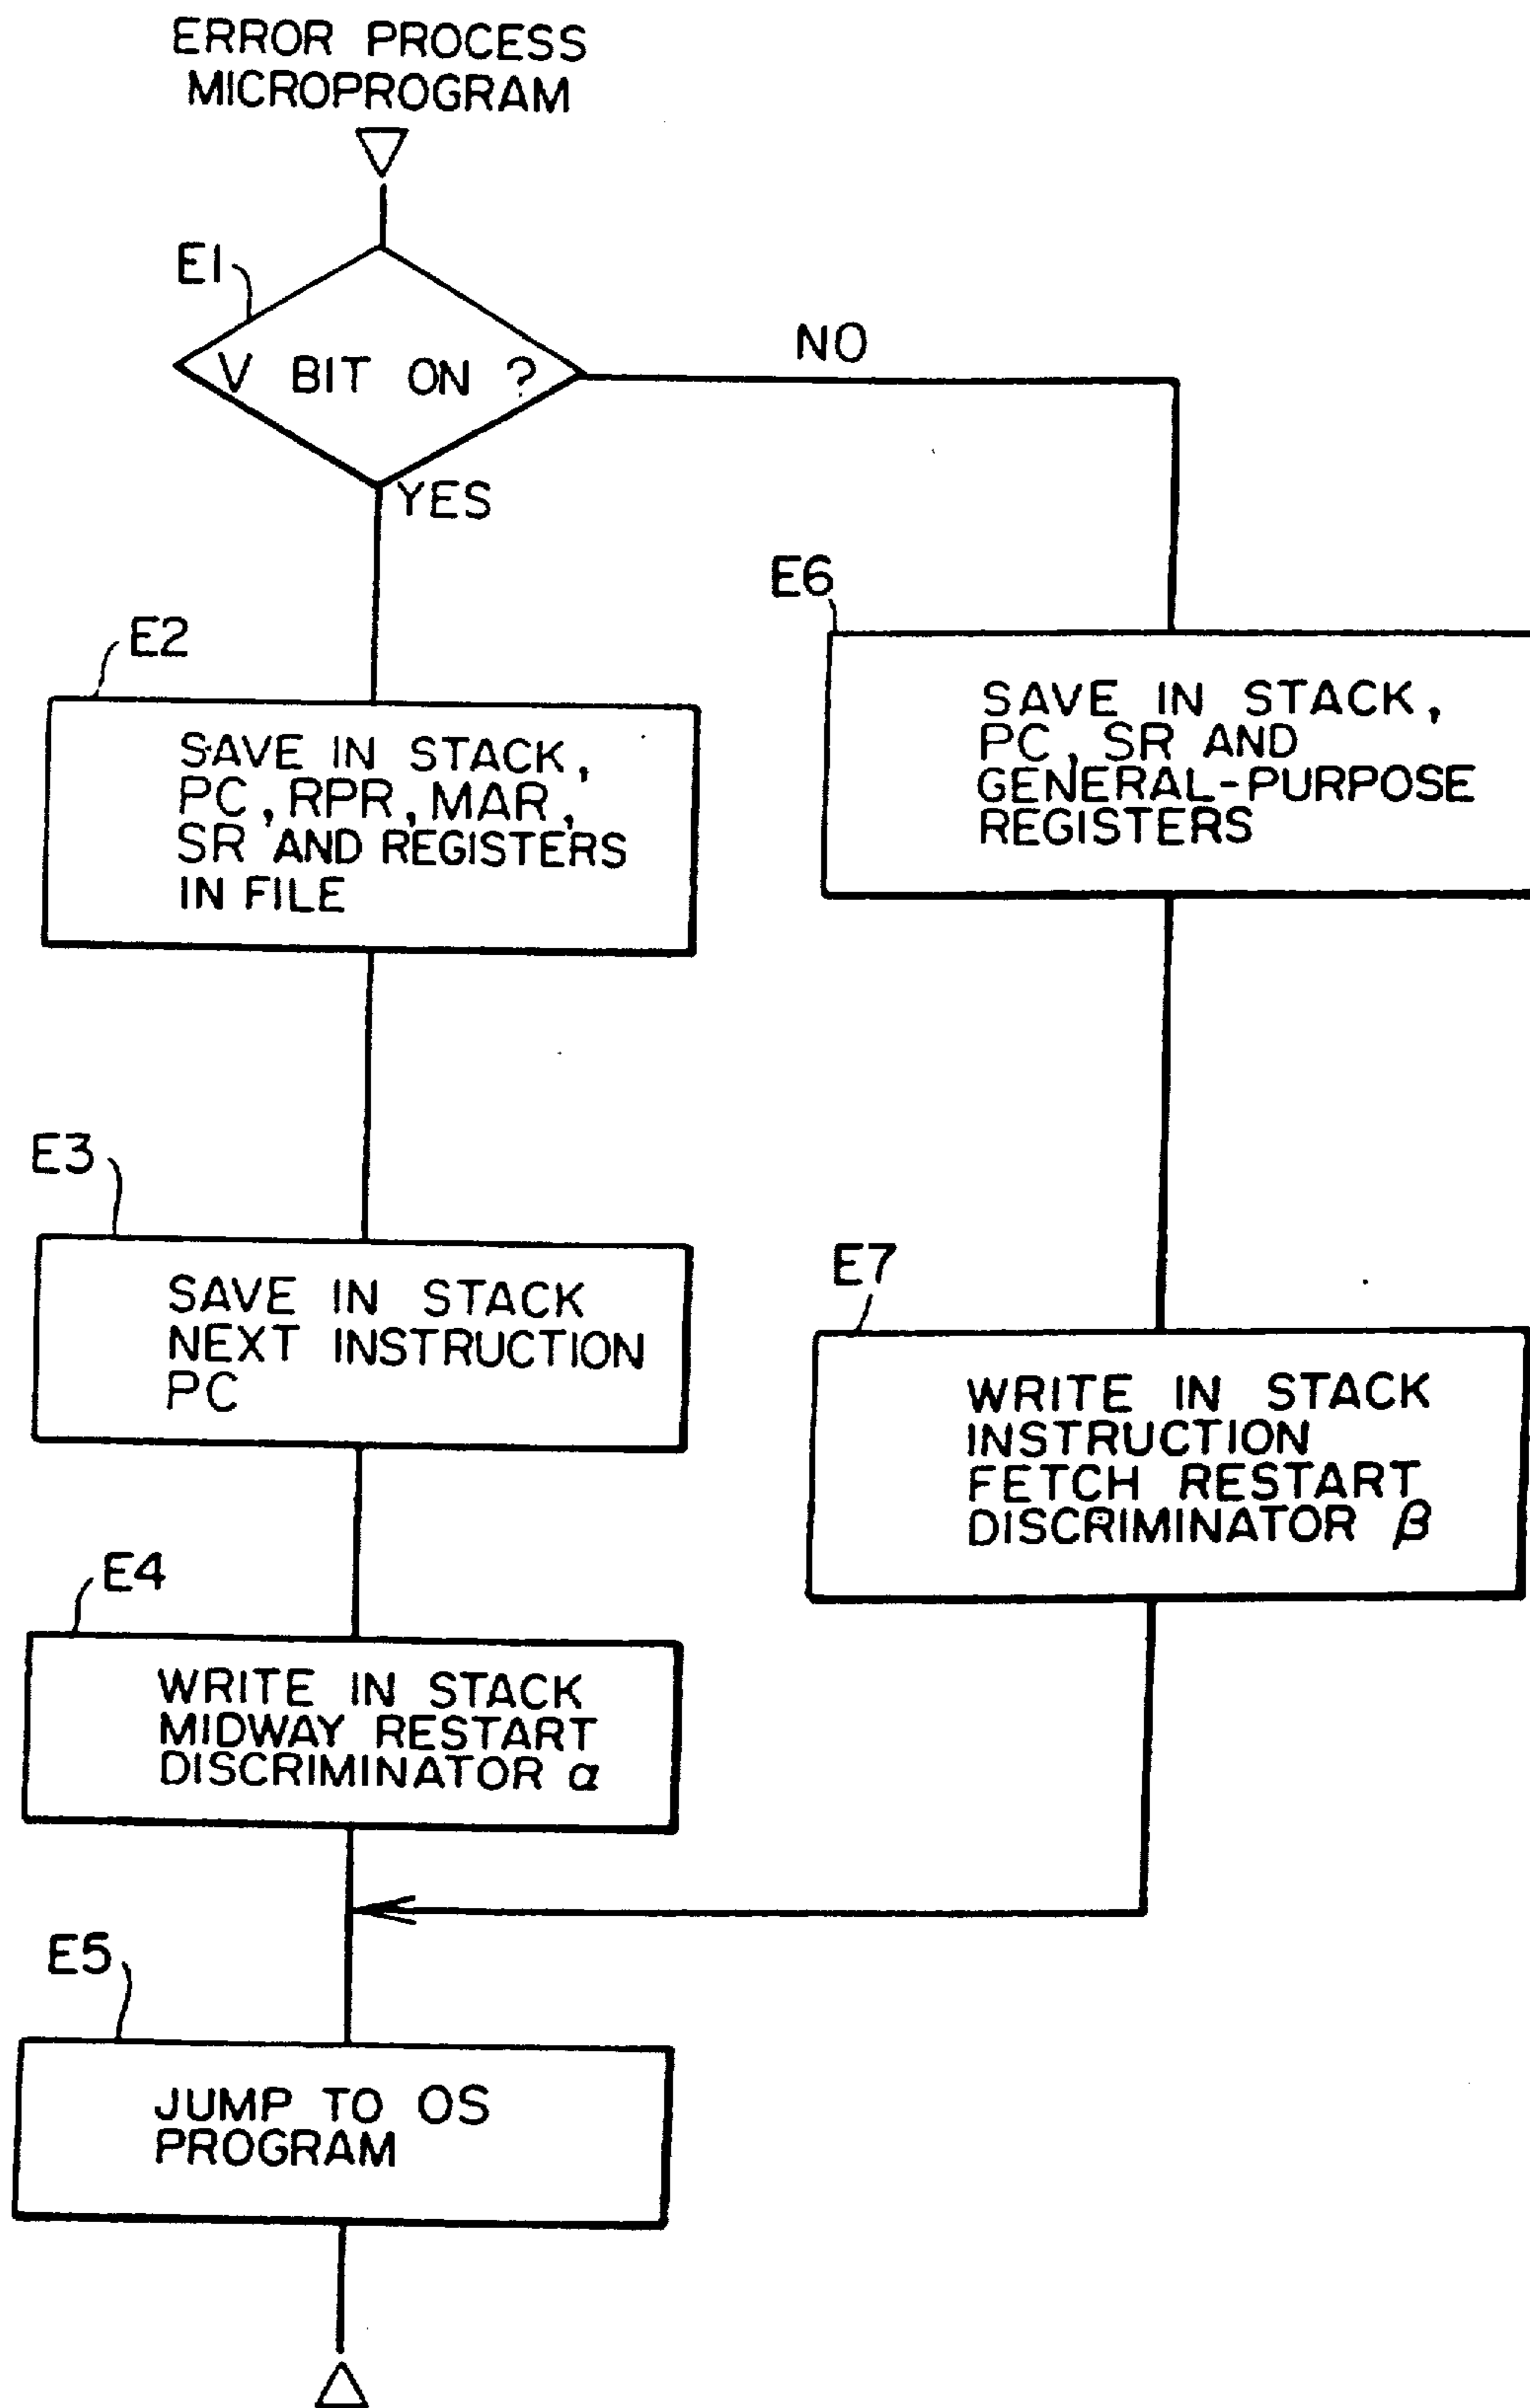 ERROR PROCESS
MICROPROGRAM
E1
V BIT ON ?
NO
YES
E2
SAVE IN STACK,
PC, RPR, MAR,
SR AND REGISTERS
IN FILE
E6
SAVE IN STACK,
PC, SR AND
GENERAL-PURPOSE
REGISTERS
E3
SAVE IN STACK
NEXT INSTRUCTION
PC
E7
WRITE IN STACK
INSTRUCTION
FETCH RESTART
DISCRIMINATOR β
E4
WRITE IN STACK
MIDWAY RESTART
DISCRIMINATOR α
E5
JUMP TO OS
PROGRAM